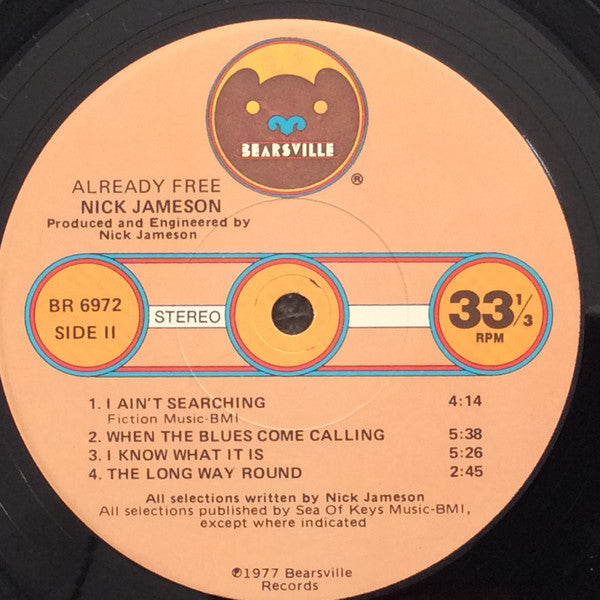 BEARSVILLE
®
ALREADY FREE
NICK JAMESON
Produced and Engineered by
Nick Jameson
BR 6972
SIDE II
STEREO
33 1/3
RPM
1. I AIN'T SEARCHING 4:14
Fiction Music-BMI
2. WHEN THE BLUES COME CALLING 5:38
3. I KNOW WHAT IT IS 5:26
4. THE LONG WAY ROUND 2:45
All selections written by Nick Jameson
All selections published by Sea Of Keys Music-BMI,
except where indicated
℗1977 Bearsville
Records